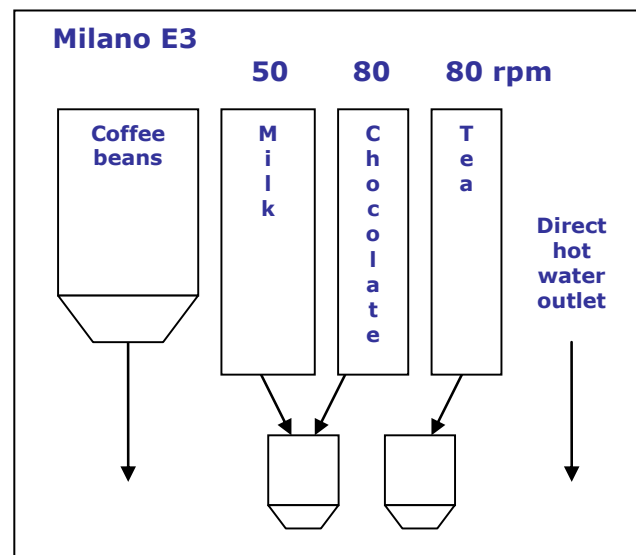 Milano E3
50 80 80 rpm
Coffee
beans
M
i
l
k
C
h
o
c
o
l
a
t
e
T
e
a
Direct
hot
water
outlet